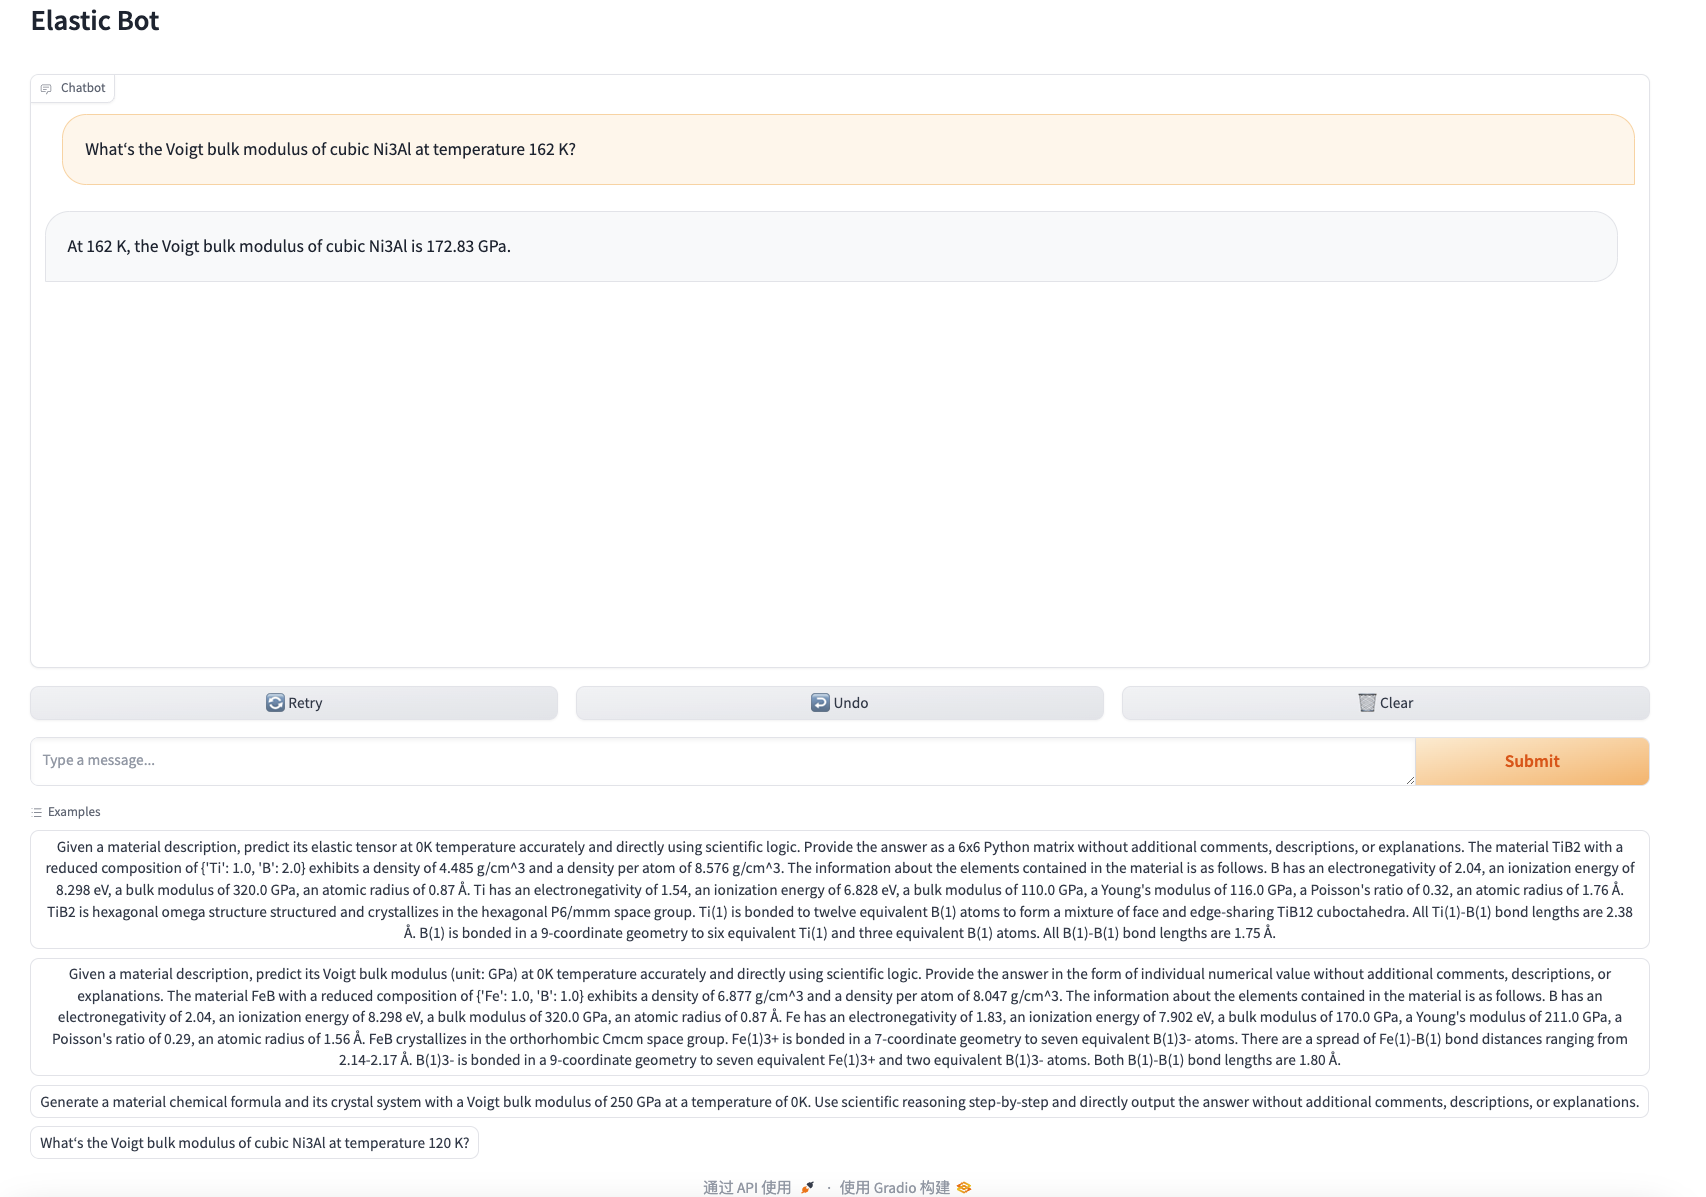 Elastic Bot
Chatbot
What‘s the Voigt bulk modulus of cubic Ni3Al at temperature 162 K?
At 162 K, the Voigt bulk modulus of cubic Ni3Al is 172.83 GPa.
Retry
Undo
Clear
Type a message...
Submit
Examples
Given a material description, predict its elastic tensor at 0K temperature accurately and directly using scientific logic. Provide the answer as a 6x6 Python matrix without additional comments, descriptions, or explanations. The material TiB2 with a
reduced composition of {'Ti': 1.0, 'B': 2.0} exhibits a density of 4.485 g/cm^3 and a density per atom of 8.576 g/cm^3. The information about the elements contained in the material is as follows. B has an electronegativity of 2.04, an ionization energy of
8.298 eV, a bulk modulus of 320.0 GPa, an atomic radius of 0.87 Å. Ti has an electronegativity of 1.54, an ionization energy of 6.828 eV, a bulk modulus of 110.0 GPa, a Young's modulus of 116.0 GPa, a Poisson's ratio of 0.32, an atomic radius of 1.76 Å.
TiB2 is hexagonal omega structure structured and crystallizes in the hexagonal P6/mmm space group. Ti(1) is bonded to twelve equivalent B(1) atoms to form a mixture of face and edge-sharing TiB12 cuboctahedra. All Ti(1)-B(1) bond lengths are 2.38
Å. B(1) is bonded in a 9-coordinate geometry to six equivalent Ti(1) and three equivalent B(1) atoms. All B(1)-B(1) bond lengths are 1.75 Å.
Given a material description, predict its Voigt bulk modulus (unit: GPa) at 0K temperature accurately and directly using scientific logic. Provide the answer in the form of individual numerical value without additional comments, descriptions, or
explanations. The material FeB with a reduced composition of {'Fe': 1.0, 'B': 1.0} exhibits a density of 6.877 g/cm^3 and a density per atom of 8.047 g/cm^3. The information about the elements contained in the material is as follows. B has an
electronegativity of 2.04, an ionization energy of 8.298 eV, a bulk modulus of 320.0 GPa, an atomic radius of 0.87 Å. Fe has an electronegativity of 1.83, an ionization energy of 7.902 eV, a bulk modulus of 170.0 GPa, a Young's modulus of 211.0 GPa, a
Poisson's ratio of 0.29, an atomic radius of 1.56 Å. FeB crystallizes in the orthorhombic Cmcm space group. Fe(1)3+ is bonded in a 7-coordinate geometry to seven equivalent B(1)3- atoms. There are a spread of Fe(1)-B(1) bond distances ranging from
2.14-2.17 Å. B(1)3- is bonded in a 9-coordinate geometry to seven equivalent Fe(1)3+ and two equivalent B(1)3- atoms. Both B(1)-B(1) bond lengths are 1.80 Å.
Generate a material chemical formula and its crystal system with a Voigt bulk modulus of 250 GPa at a temperature of 0K. Use scientific reasoning step-by-step and directly output the answer without additional comments, descriptions, or explanations.
What‘s the Voigt bulk modulus of cubic Ni3Al at temperature 120 K?
通过 API 使用 · 使用 Gradio 构建